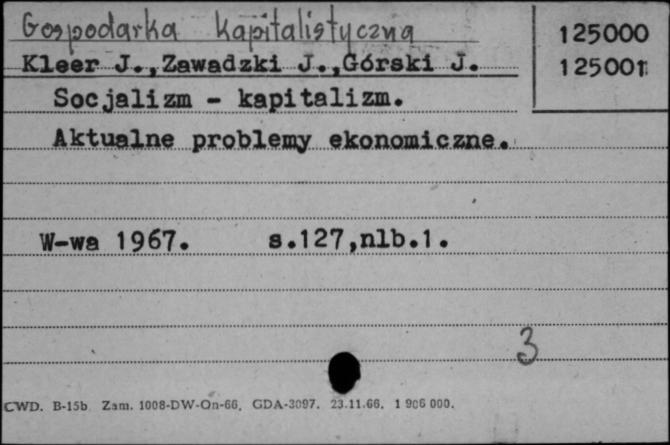 Gospodarka kapitalistyczna
125000
Kleer J.,Zawadzki J.,Górski J.
125001
Socjalizm - kapitalizm.
Aktualne problemy ekonomiczne.
W-wa 1967. s.127,nlb.1.
3
CWD. B-15b Zam. 1008-DW-On-66. GDA-3097. 23.11.66. 1 906 000.